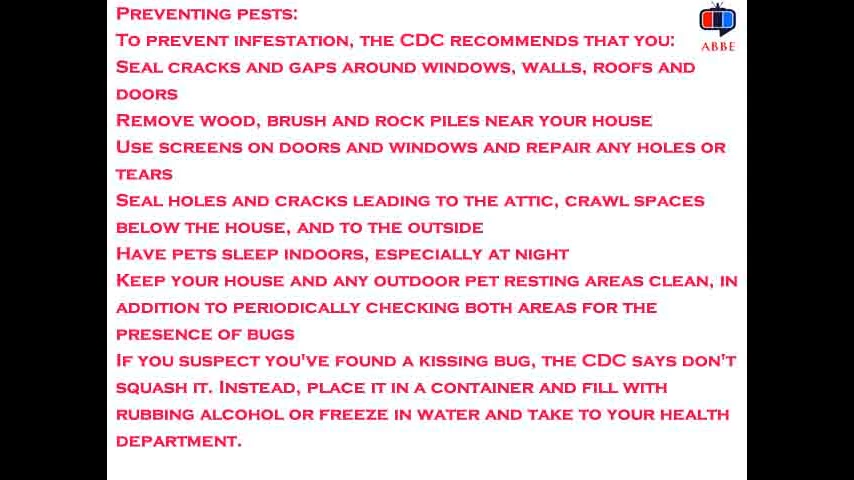 Preventing pests:
To prevent infestation, the CDC recommends that you:
Seal cracks and gaps around windows, walls, roofs and
doors
Remove wood, brush and rock piles near your house
Use screens on doors and windows and repair any holes or
tears
Seal holes and cracks leading to the attic, crawl spaces
below the house, and to the outside
Have pets sleep indoors, especially at night
Keep your house and any outdoor pet resting areas clean, in
addition to periodically checking both areas for the
presence of bugs
If you suspect you've found a kissing bug, the CDC says don't
squash it. Instead, place it in a container and fill with
rubbing alcohol or freeze in water and take to your health
department.
ABBE